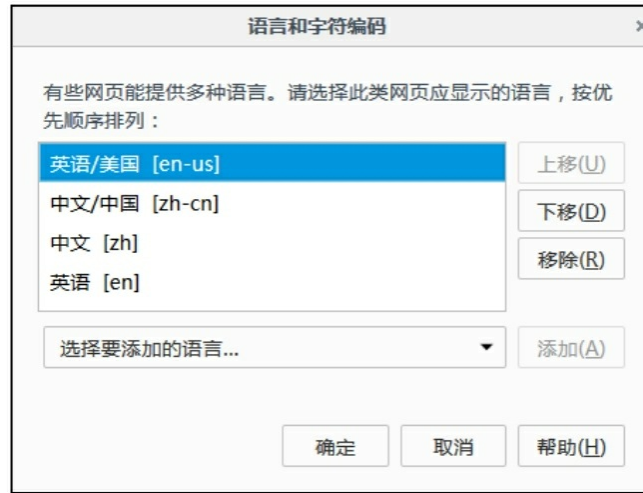 语言和字符编码
有些网页能提供多种语言。请选择此类网页应显示的语言，按优
先顺序排列：
英语/美国 [en-us]
上移(U)
中文/中国 [zh-cn]
下移(D)
中文 [zh]
移除(R)
英语 [en]
选择要添加的语言...
添加(A)
确定
取消
帮助(H)